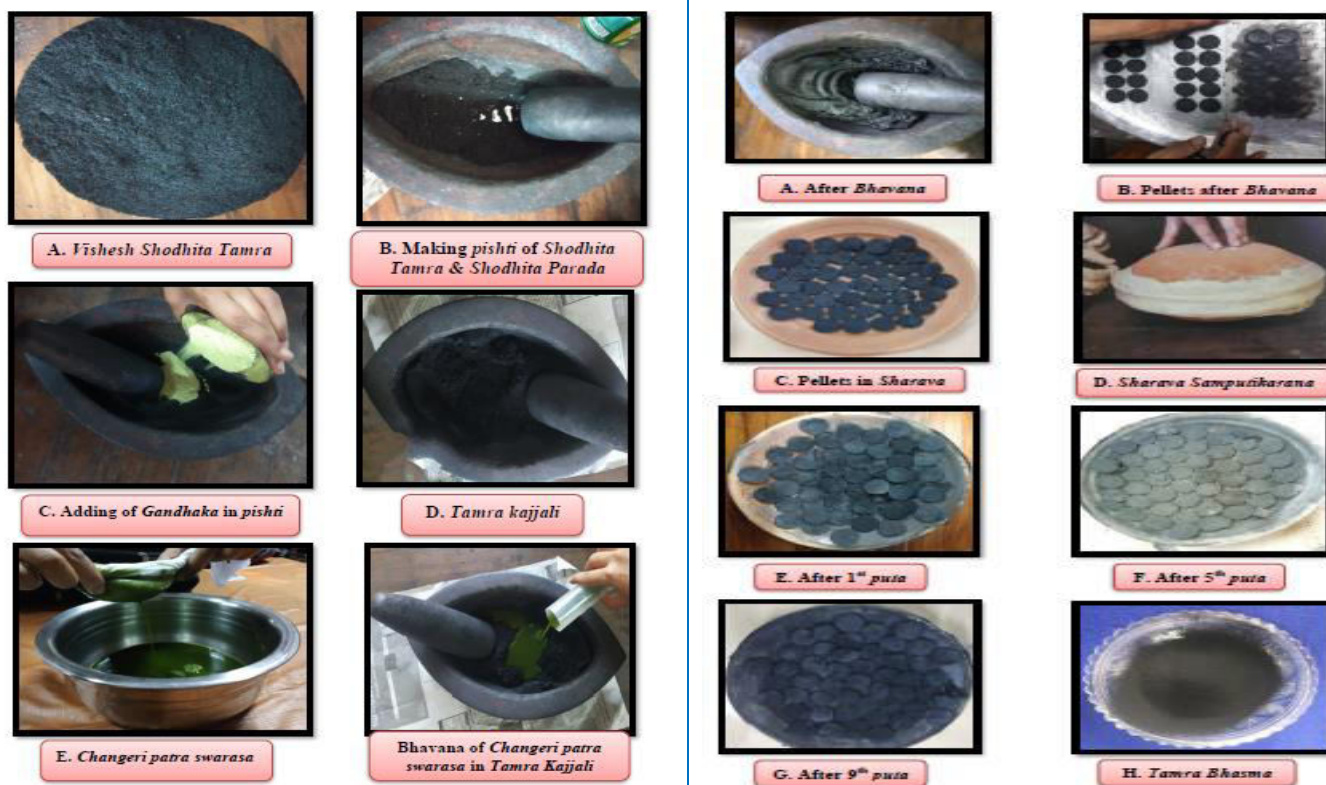 A. Vishesh Shodhita Tamra
B. Making pishti of Shodhita
Tamra & Shodhita Parada
C. Adding of Gandhaka in pishti
D. Tamra kajjali
E. Changeri patra swarasa
Bhavana of Changeri patra
swarasa in Tamra Kajjali
A. After Bhavana
B. Pellets after Bhavana
C. Pellets in Sharava
D. Sharava Samputikarana
E. After 1st puta
F. After 5th puta
G. After 9th puta
H. Tamra Bhasma